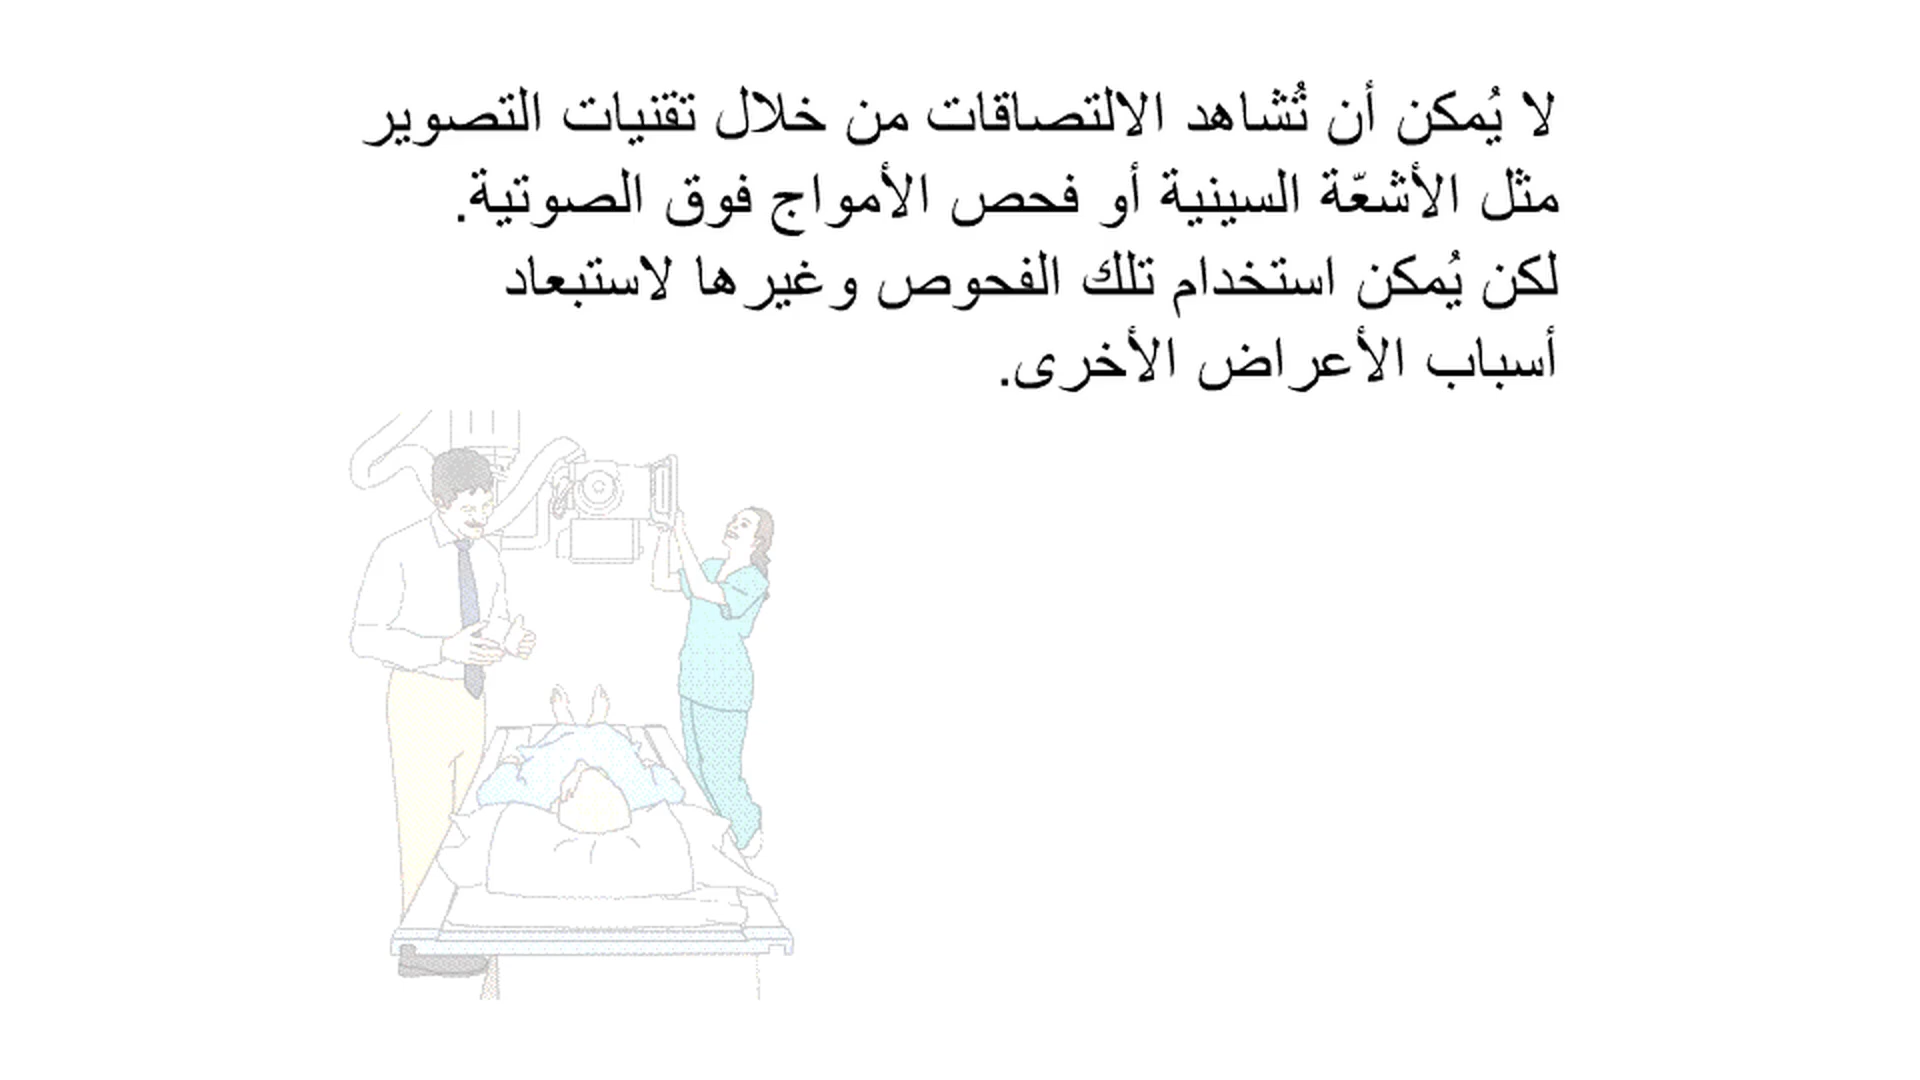 لا يُمكن أن تُشاهد الالتصاقات من خلال تقنيات التصوير
مثل الأشعّة السينية أو فحص الأمواج فوق الصوتية.
لكن يُمكن استخدام تلك الفحوص وغيرها لاستبعاد
أسباب الأعراض الأخرى.